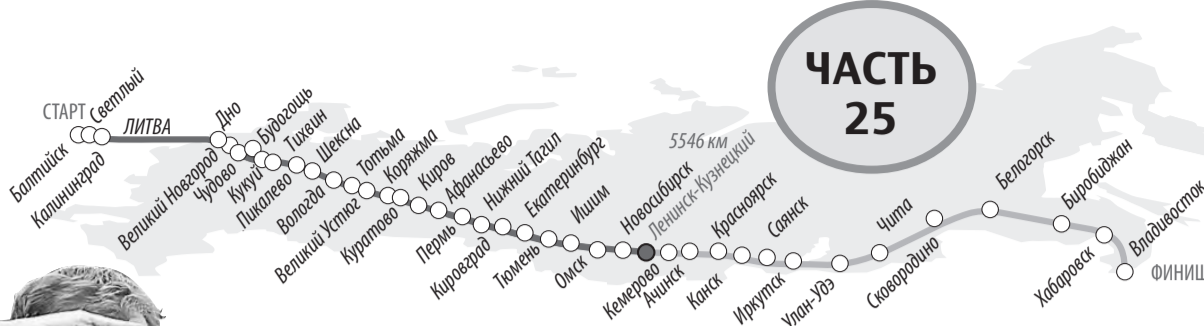 ЧАСТЬ
25
СТАРТ
Балтийск
Светлый
Калининград
ЛИТВА
Дно
Великий Новгород
Чудово
Будогощь
Кукуй
Тихвин
Пикалево
Шексна
Вологда
Тотьма
Великий Устюг
Коряжма
Куратово
Киров
Афанасьево
Пермь
Нижний Тагил
Кировград
Екатеринбург
Тюмень
Ишим
Омск
Новосибирск
5546 км
Ленинск-Кузнецкий
Кемерово
Ачинск
Красноярск
Канск
Саянск
Иркутск
Улан-Удэ
Чита
Сковородино
Белогорск
Биробиджан
Хабаровск
Владивосток
ФИНИШ